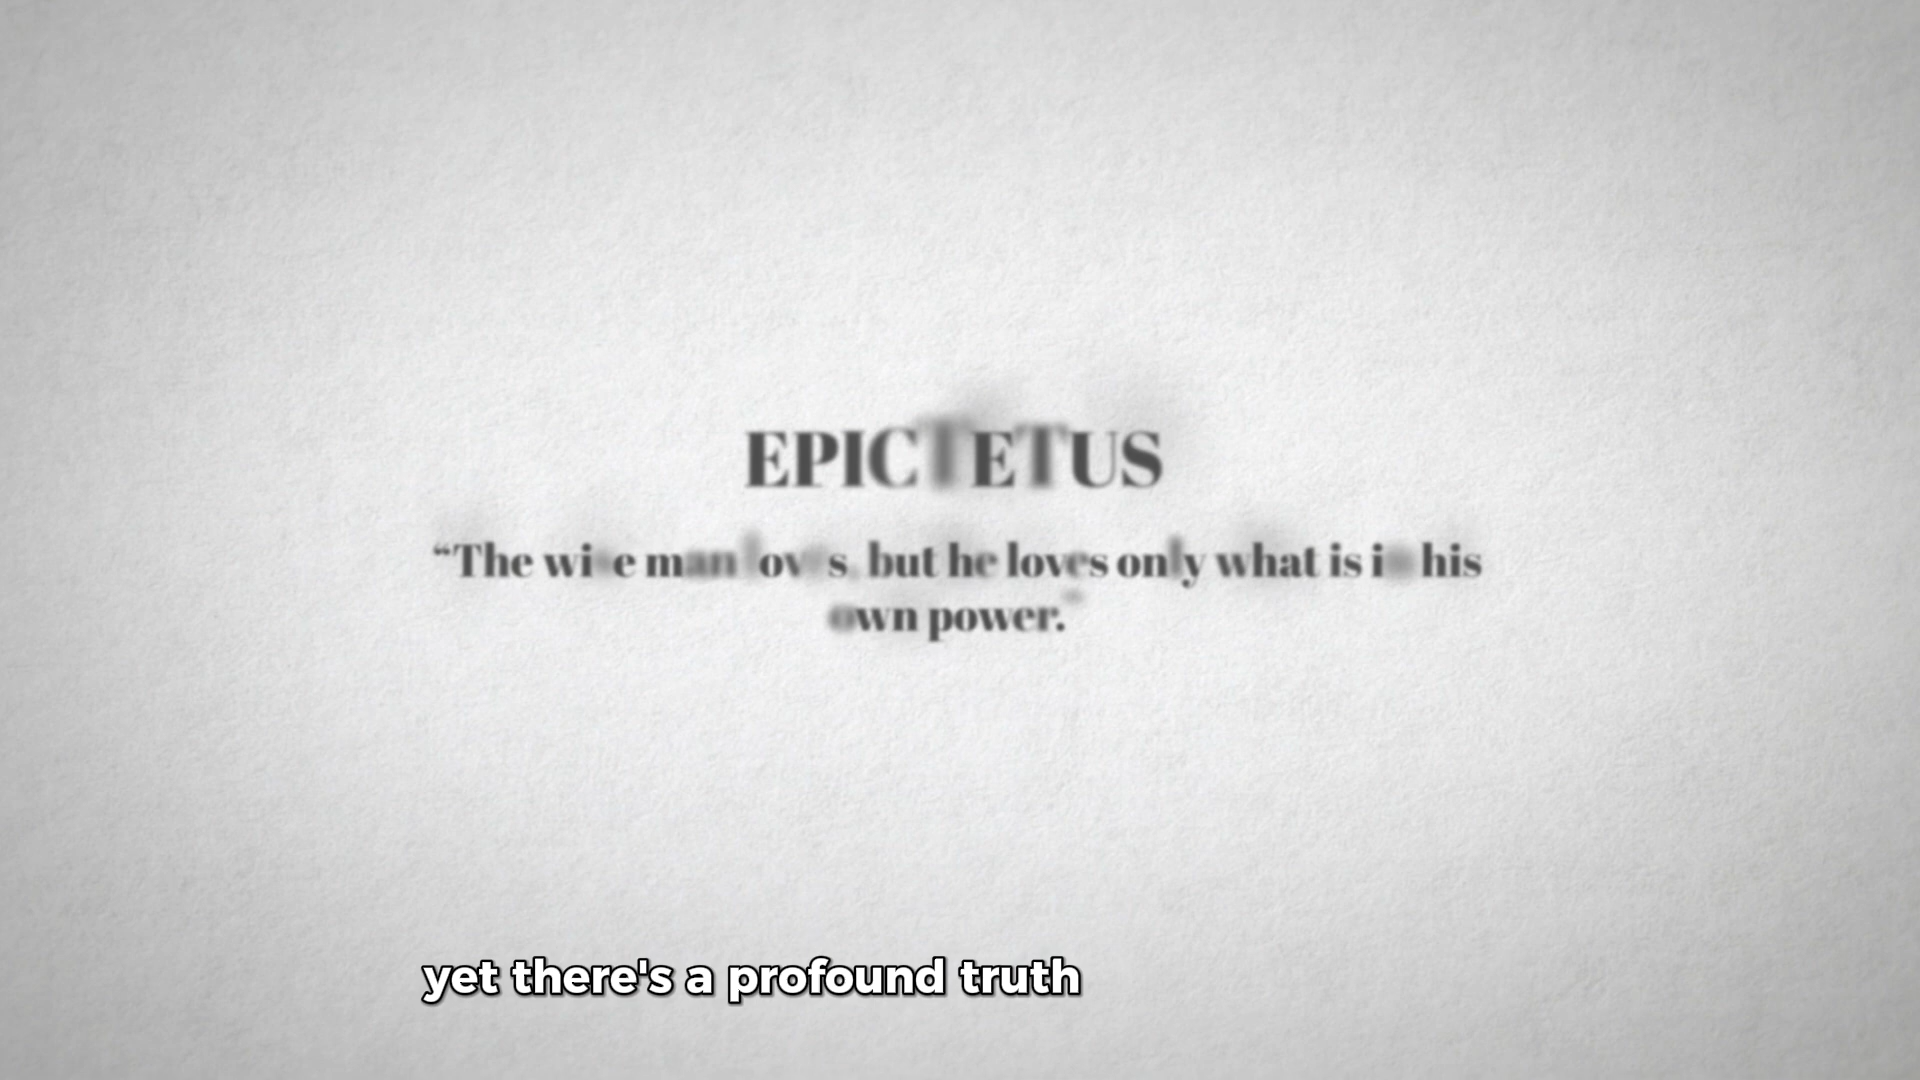 EPICTETUS
“The wise man loves, but he loves only what is in his
own power.”
yet there's a profound truth